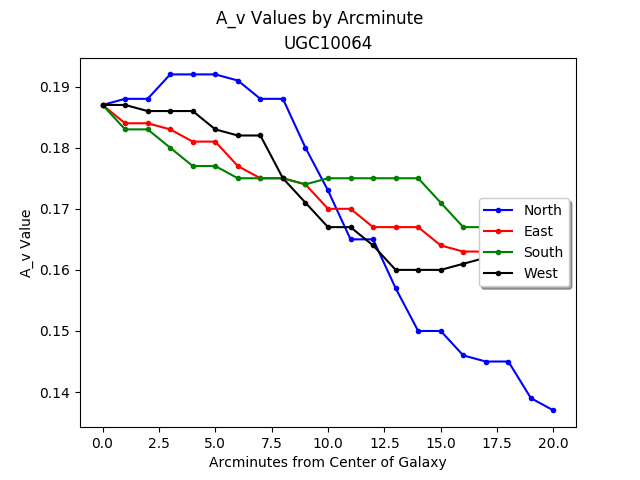 A_v Values by Arcminute
UGC10064
0.19
0.18
0.17
0.16
0.15
0.14
A_v Value
North
East
South
West
0.0 2.5 5.0 7.5 10.0 12.5 15.0 17.5 20.0
Arcminutes from Center of Galaxy